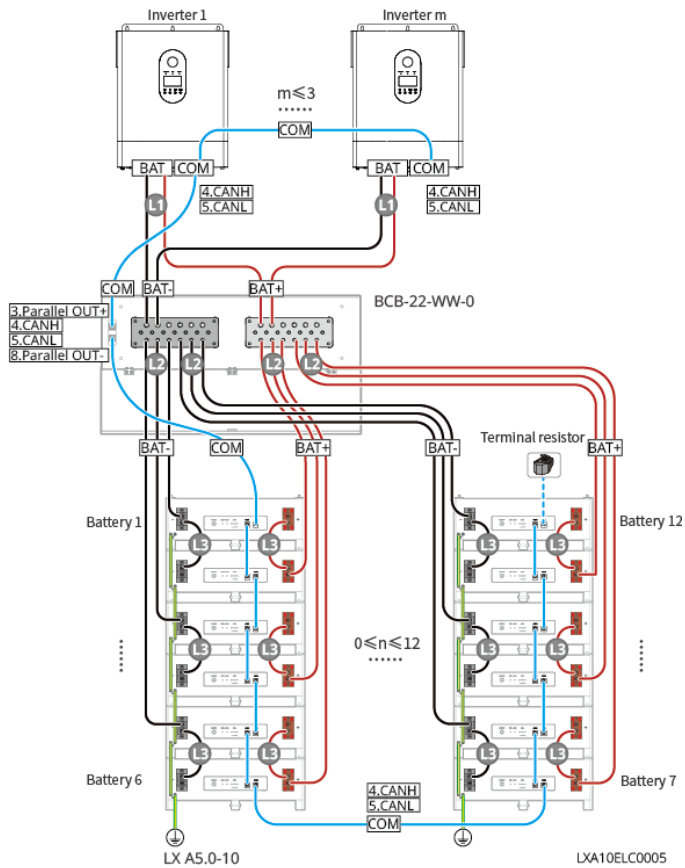 Inverter 1
Inverter m
m≤3
......
COM
BAT COM
BAT COM
4.CANH
5.CANL
4.CANH
5.CANL
L1
L1
COM
BAT-
BAT+
BCB-22-WW-0
3.Parallel OUT+
4.CANH
5.CANL
8.Parallel OUT-
L2
L2
L2
L2
BAT-
COM
BAT+
BAT-
Terminal resistor
BAT+
Battery 1
Battery 12
L3
L3
L3
L3
0≤n≤12
......
L3
L3
L3
L3
L3
L3
L3
L3
Battery 6
Battery 7
4.CANH
5.CANL
COM
LX A5.0-10
LXA10ELC0005